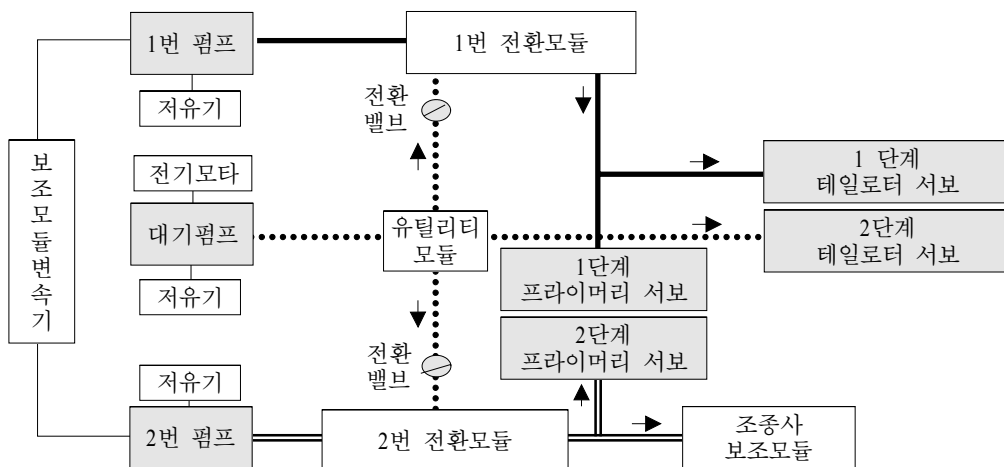 1번 펌프
1번 전환모듈
저유기
전환
밸브
보조모듈변속기
전기모타
1 단계
테일로터 서보
대기펌프
유틸리티
모듈
2단계
테일로터 서보
저유기
1단계
프라이머리 서보
2단계
프라이머리 서보
전환
밸브
저유기
2번 펌프
2번 전환모듈
조종사
보조모듈